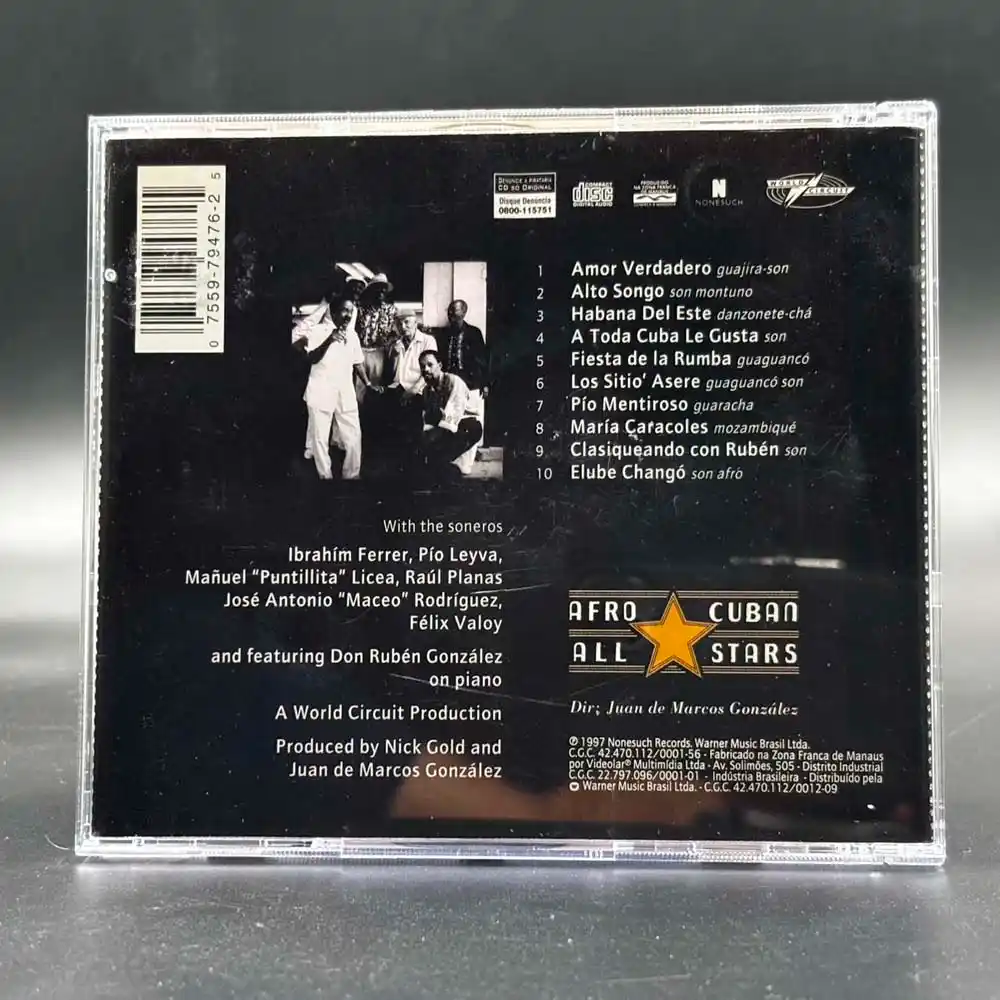 0 7559-79476-2 5
DENUNCIE A PIRATARIA
CD SÓ ORIGINAL
Disque Denúncia
0800-115751
COMPACT
disc
DIGITAL AUDIO
PRODUZIDO
NA ZONA FRANCA
DE MANAUS
CONHEÇA A AMAZÔNIA
N
NONESUCH
WORLD
CIRCUIT
1 Amor Verdadero guajira-son
2 Alto Songo son montuno
3 Habana Del Este danzonete-chá
4 A Toda Cuba Le Gusta son
5 Fiesta de la Rumba guaguancó
6 Los Sitio' Asere guaguancó son
7 Pío Mentiroso guaracha
8 María Caracoles mozambiqué
9 Clasiqueando con Rubén son
10 Elube Changó son afro
With the soneros
Ibrahím Ferrer, Pío Leyva,
Mañuel “Puntillita” Licea, Raúl Planas
José Antonio “Maceo” Rodríguez,
Félix Valoy
and featuring Don Rubén González
on piano
A World Circuit Production
Produced by Nick Gold and
Juan de Marcos González
AFRO CUBAN
ALL STARS
Dir; Juan de Marcos González
℗ 1997 Nonesuch Records. Warner Music Brasil Ltda.
C.G.C. 42.470.112/0001-56 - Fabricado na Zona Franca de Manaus
por Videolar® Multimídia Ltda - Av. Solimões, 505 - Distrito Industrial
C.G.C. 22.797.096/0001-01 - Indústria Brasileira - Distribuído pela
Warner Music Brasil Ltda. - C.G.C. 42.470.112/0012-09